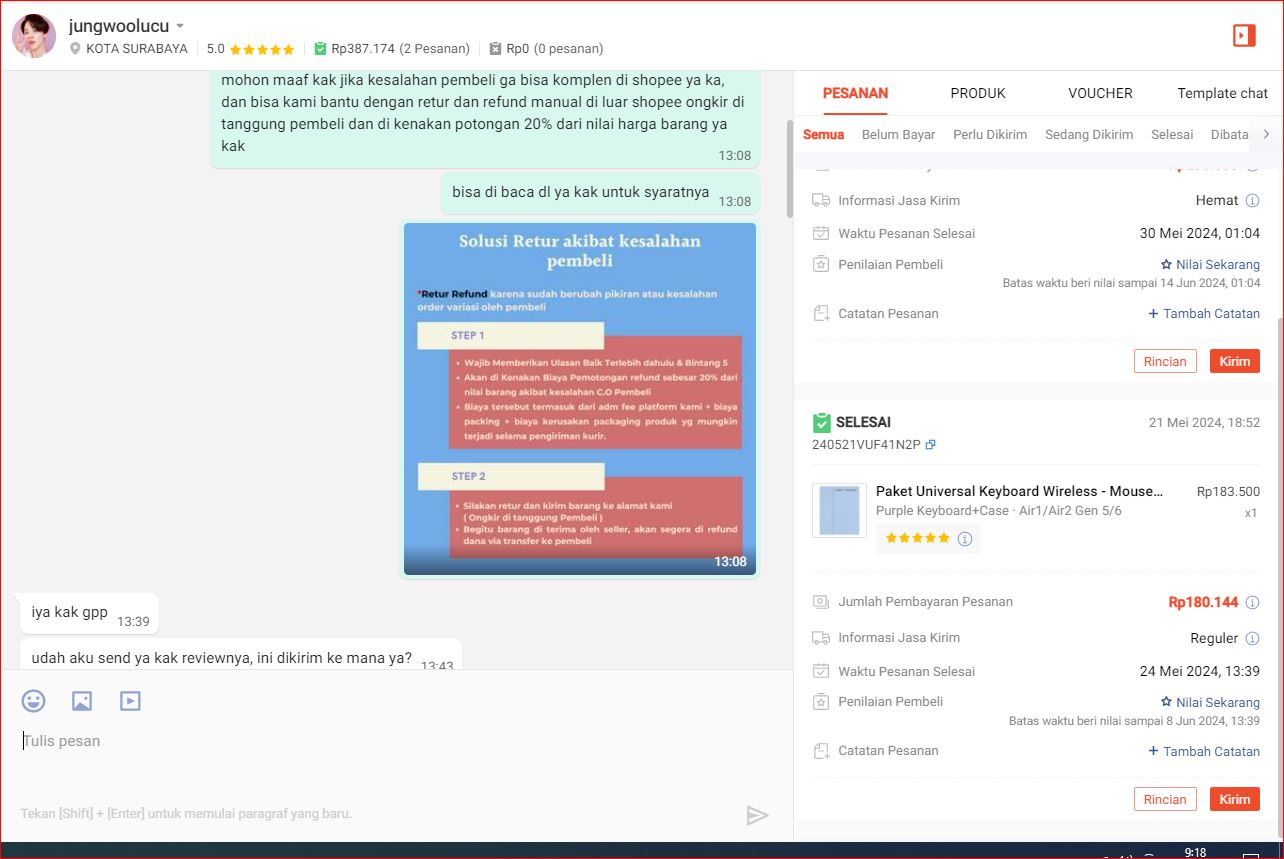 jungwoolucu
KOTA SURABAYA
5.0
Rp387.174 (2 Pesanan)
Rp0 (0 pesanan)
mohon maaf kak jika kesalahan pembeli ga bisa komplen di shopee ya ka,
dan bisa kami bantu dengan retur dan refund manual di luar shopee ongkir di
tanggung pembeli dan di kenakan potongan 20% dari nilai harga barang ya
kak
13:08
bisa di baca dl ya kak untuk syaratnya
13:08
Solusi Retur akibat kesalahan
pembeli
*Retur Refund karena sudah berubah pikiran atau kesalahan
order variasi oleh pembeli
STEP 1
• Wajib Memberikan Ulasan Baik Terlebih dahulu & Bintang 5
• Akan di Kenakan Biaya Pemotongan refund sebesar 20% dari
nilai barang akibat kesalahan C.O Pembeli
• Biaya tersebut termasuk dari adm fee platform kami + biaya
packing + biaya kerusakan packaging produk yg mungkin
terjadi selama pengiriman kurir.
STEP 2
• Silakan retur dan kirim barang ke alamat kami
( Ongkir di tanggung Pembeli )
• Begitu barang di terima oleh seller, akan segera di refund
dana via transfer ke pembeli
13:08
iya kak gpp
13:39
udah aku send ya kak reviewnya, ini dikirim ke mana ya?
13:43
Tulis pesan
Tekan [Shift] + [Enter] untuk memulai paragraf yang baru.
PESANAN
PRODUK
VOUCHER
Template chat
Semua
Belum Bayar
Perlu Dikirim
Sedang Dikirim
Selesai
Dibata
Informasi Jasa Kirim
Hemat
Waktu Pesanan Selesai
30 Mei 2024, 01:04
Penilaian Pembeli
Nilai Sekarang
Batas waktu beri nilai sampai 14 Jun 2024, 01:04
Catatan Pesanan
+ Tambah Catatan
Rincian
Kirim
SELESAI
21 Mei 2024, 18:52
240521VUF41N2P
Paket Universal Keyboard Wireless - Mouse...
Rp183.500
Purple Keyboard+Case · Air1/Air2 Gen 5/6
x1
Jumlah Pembayaran Pesanan
Rp180.144
Informasi Jasa Kirim
Reguler
Waktu Pesanan Selesai
24 Mei 2024, 13:39
Penilaian Pembeli
Nilai Sekarang
Batas waktu beri nilai sampai 8 Jun 2024, 13:39
Catatan Pesanan
+ Tambah Catatan
Rincian
Kirim
9:18